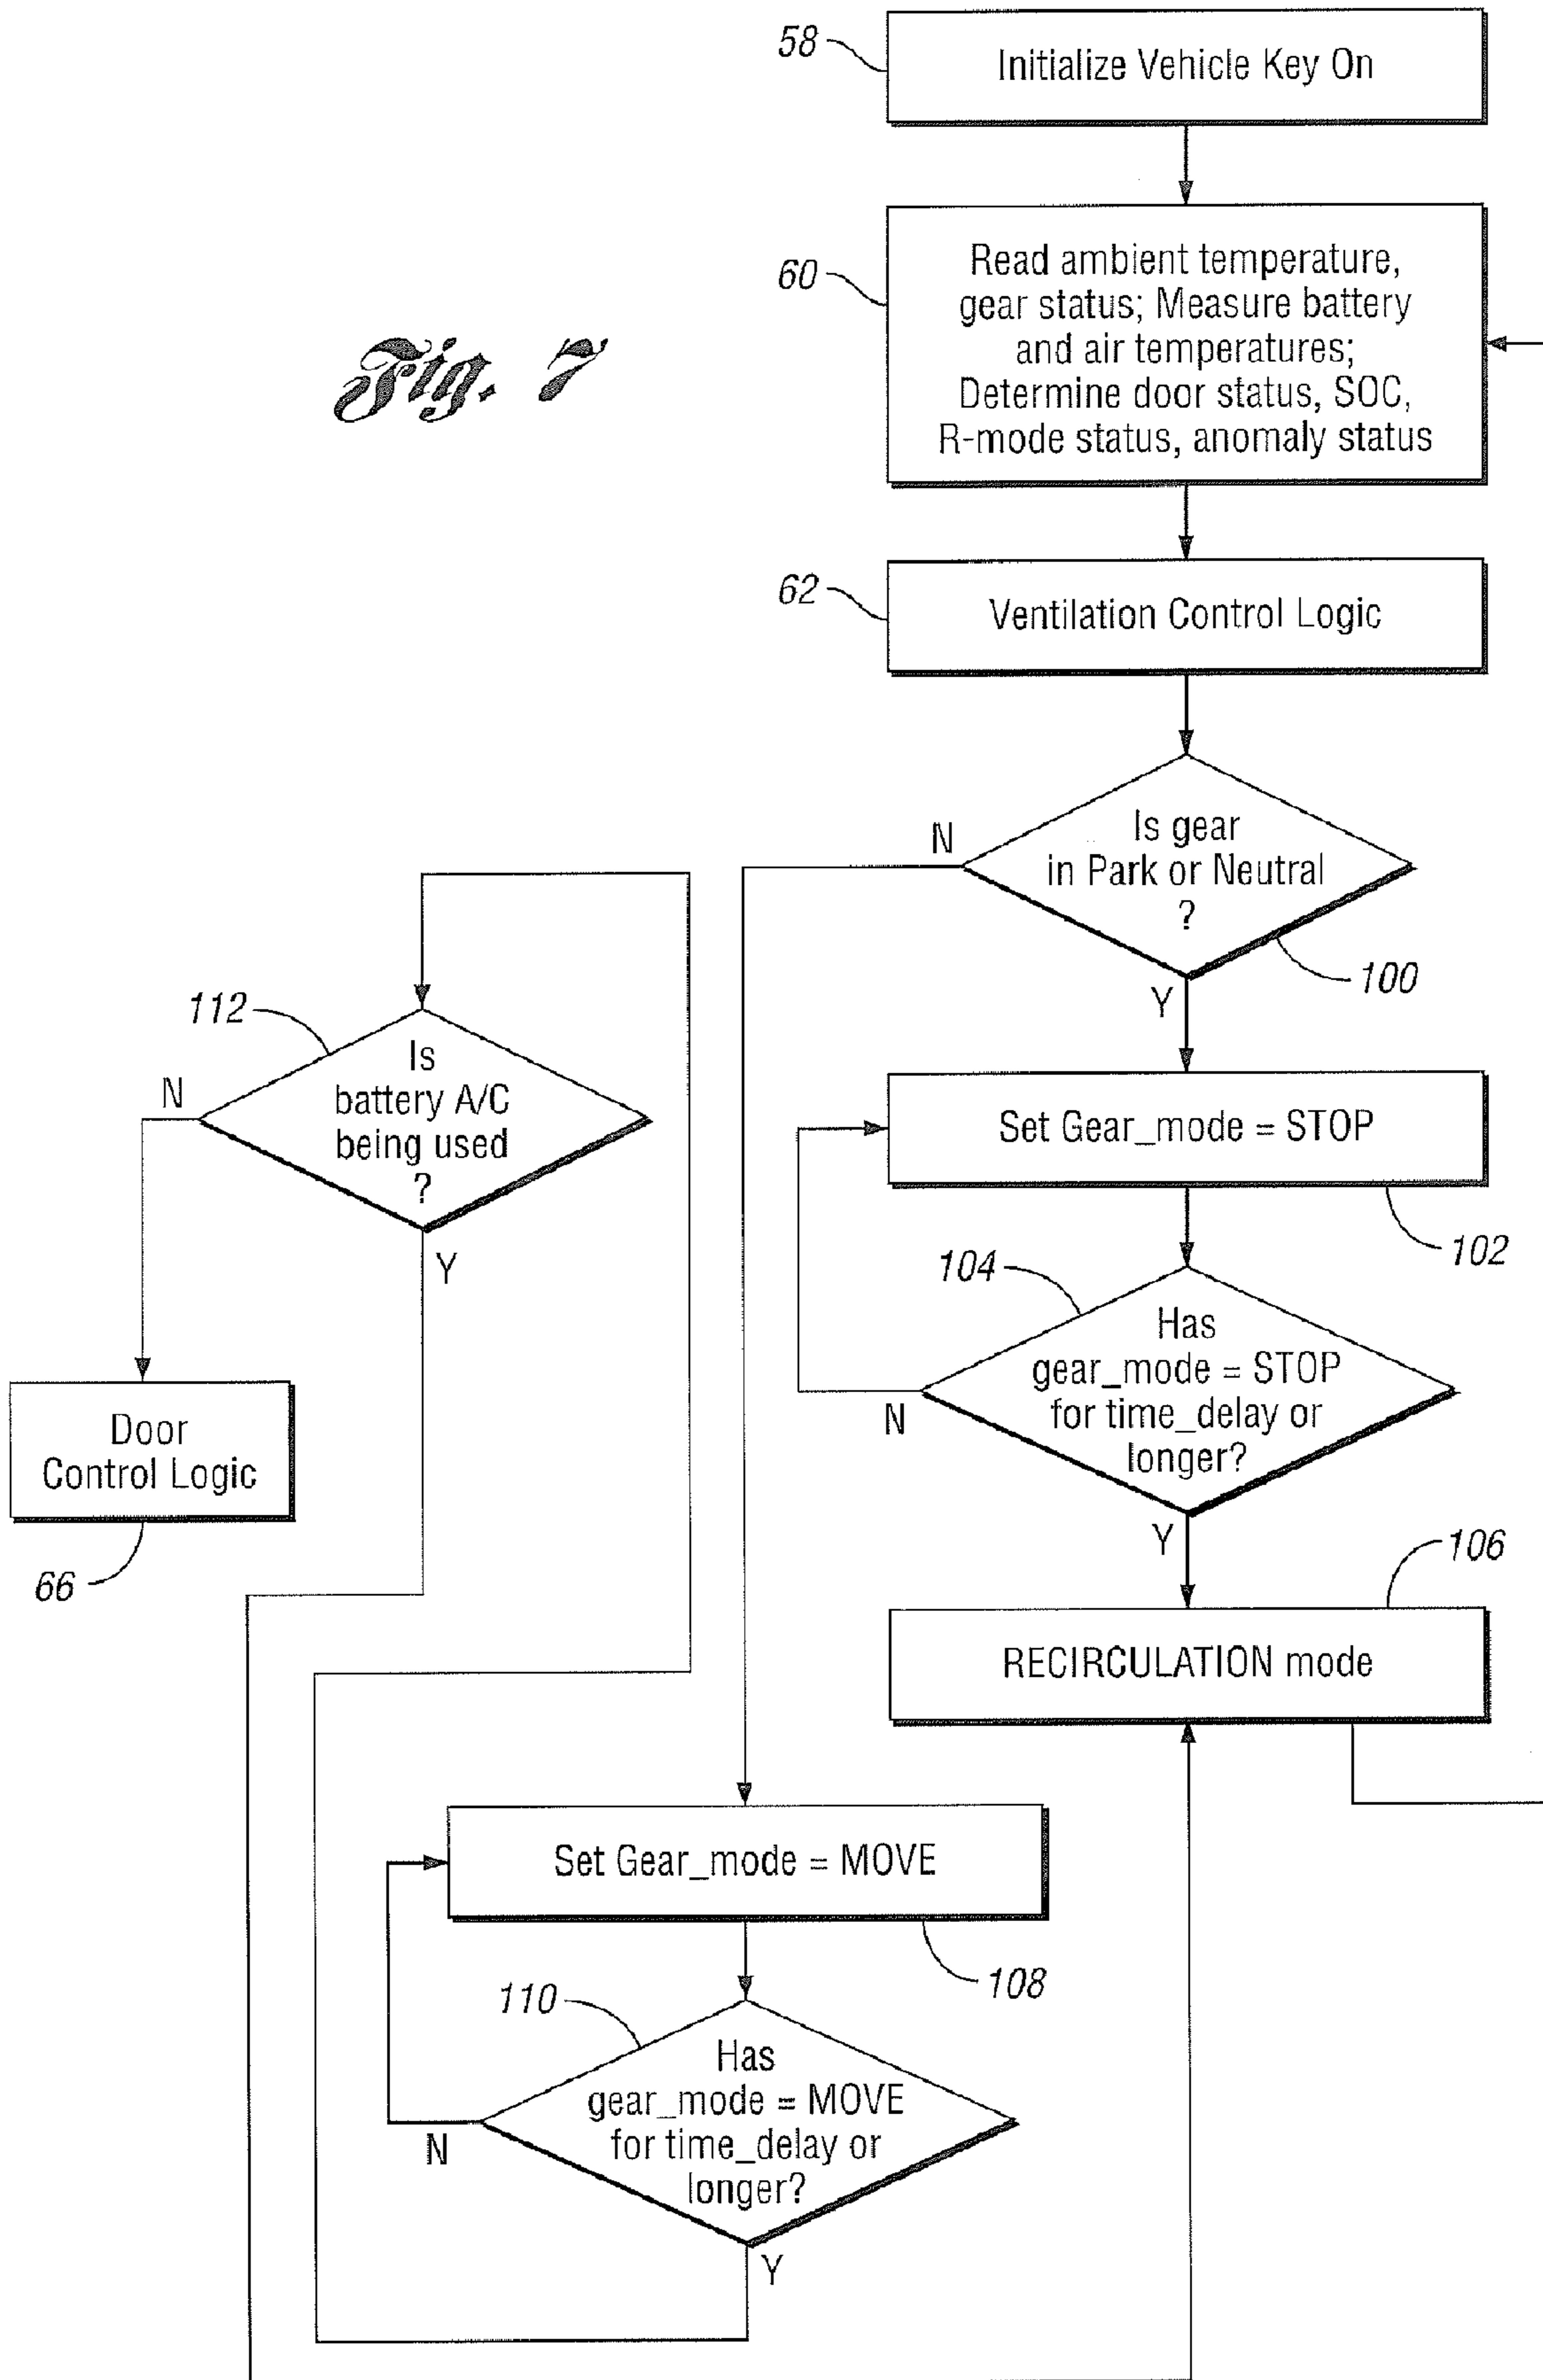 58
Initialize Vehicle Key On
60
Read ambient temperature,
gear status; Measure battery
and air temperatures;
Determine door status, SOC,
R-mode status, anomaly status
Fig. 7
62
Ventilation Control Logic
N
Is gear
in Park or Neutral
?
100
Y
112
Is
battery A/C
being used
?
N
Y
Set Gear_mode = STOP
102
104
Has
gear_mode = STOP
for time_delay or
longer?
N
Y
Door
Control Logic
66
106
RECIRCULATION mode
Set Gear_mode = MOVE
108
110
Has
gear_mode = MOVE
for time_delay or
longer?
N
Y